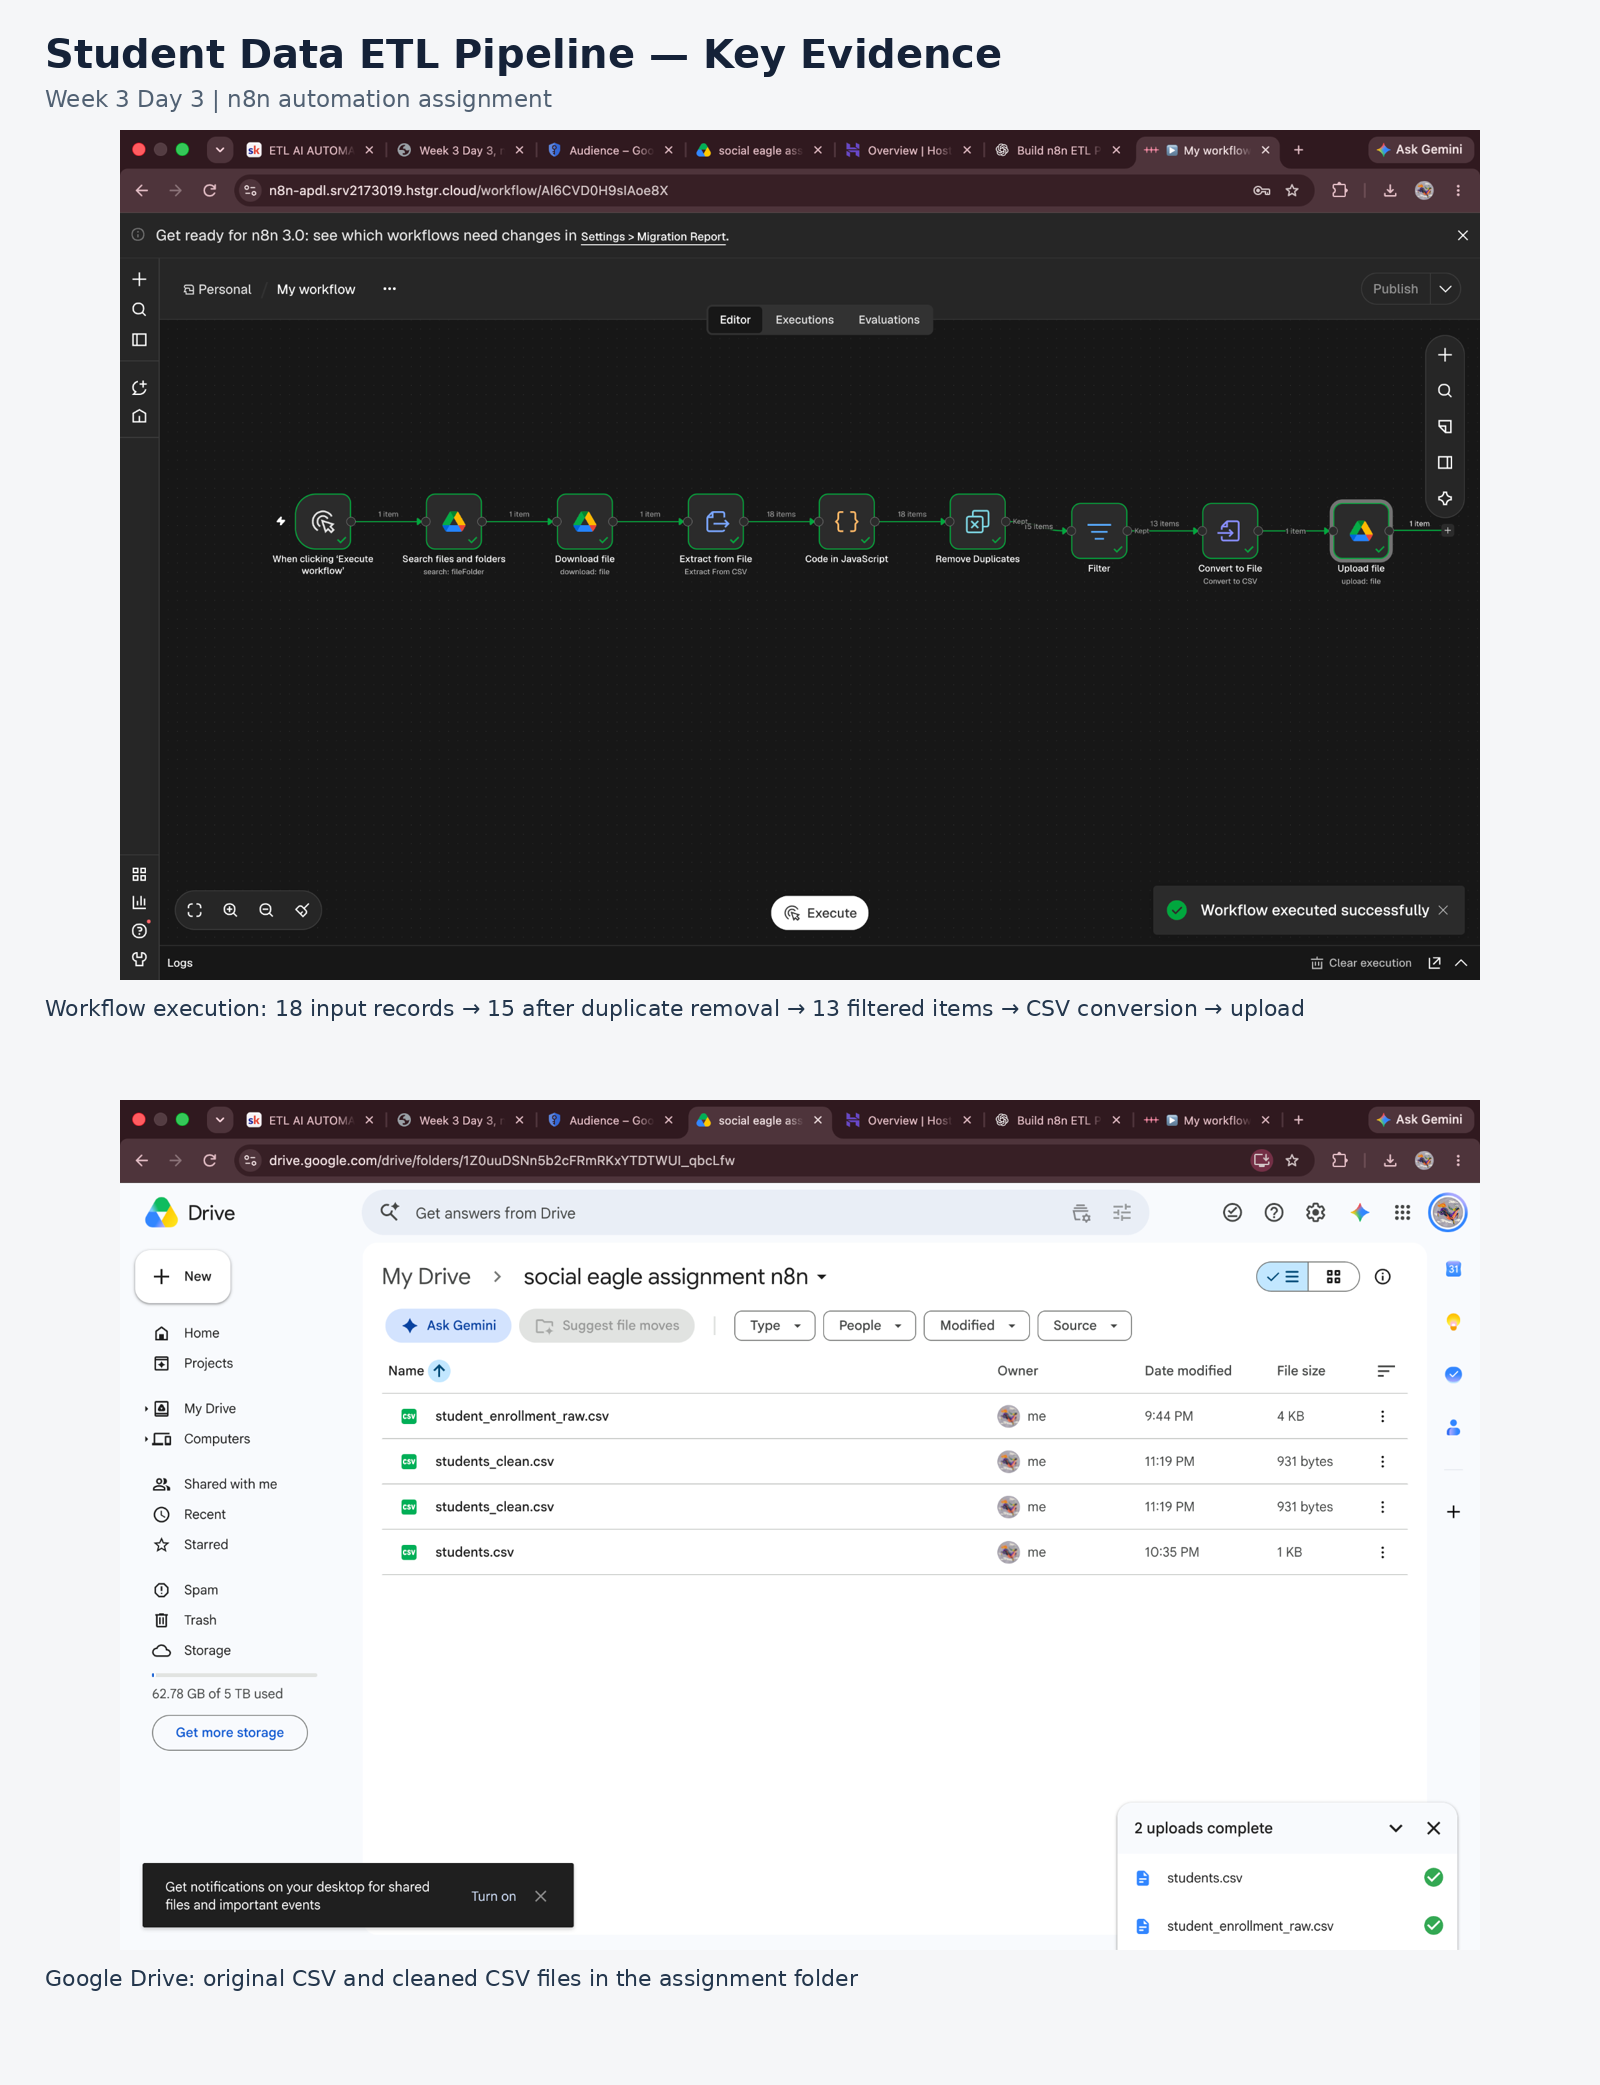 Student Data ETL Pipeline — Key Evidence
Week 3 Day 3 | n8n automation assignment
sk ETL AI AUTOM
Week 3 Day 3,
Audience – Goo
social eagle ass
Overview | Host
Build n8n ETL P
My workflow
Ask Gemini
n8n-apdl.srv2173019.hstgr.cloud/workflow/
Get ready for n8n 3.0: see which workflows need changes in Settings > Migration Report.
Personal / My workflow ...
Publish
Editor Executions Evaluations
1 item 1 item 1 item 18 items 18 items Kept 15 items Kept 13 items 1 item 1 item
When clicking 'Execute workflow'
Search files and folders
search: fileFolder
Download file
download: file
Extract from File
Extract From CSV
Code in JavaScript
Remove Duplicates
Filter
Convert to File
Convert to CSV
Upload file
upload: file
Execute
Workflow executed successfully
Logs
Clear execution
Workflow execution: 18 input records → 15 after duplicate removal → 13 filtered items → CSV conversion → upload
sk ETL AI AUTOM
Week 3 Day 3,
Audience – Goo
social eagle ass
Overview | Host
Build n8n ETL P
My workflow
Ask Gemini
drive.google.com/drive/folders/
Drive
Get answers from Drive
New
My Drive > social eagle assignment n8n
31
Ask Gemini Suggest file moves Type People Modified Source
Home
Projects
My Drive
Computers
Shared with me
Recent
Starred
Spam
Trash
Storage
62.78 GB of 5 TB used
Get more storage
Name Owner Date modified File size
CSV student_enrollment_raw.csv me 9:44 PM 4 KB
CSV students_clean.csv me 11:19 PM 931 bytes
CSV students_clean.csv me 11:19 PM 931 bytes
CSV students.csv me 10:35 PM 1 KB
2 uploads complete
students.csv
student_enrollment_raw.csv
Get notifications on your desktop for shared
files and important events
Turn on
Google Drive: original CSV and cleaned CSV files in the assignment folder